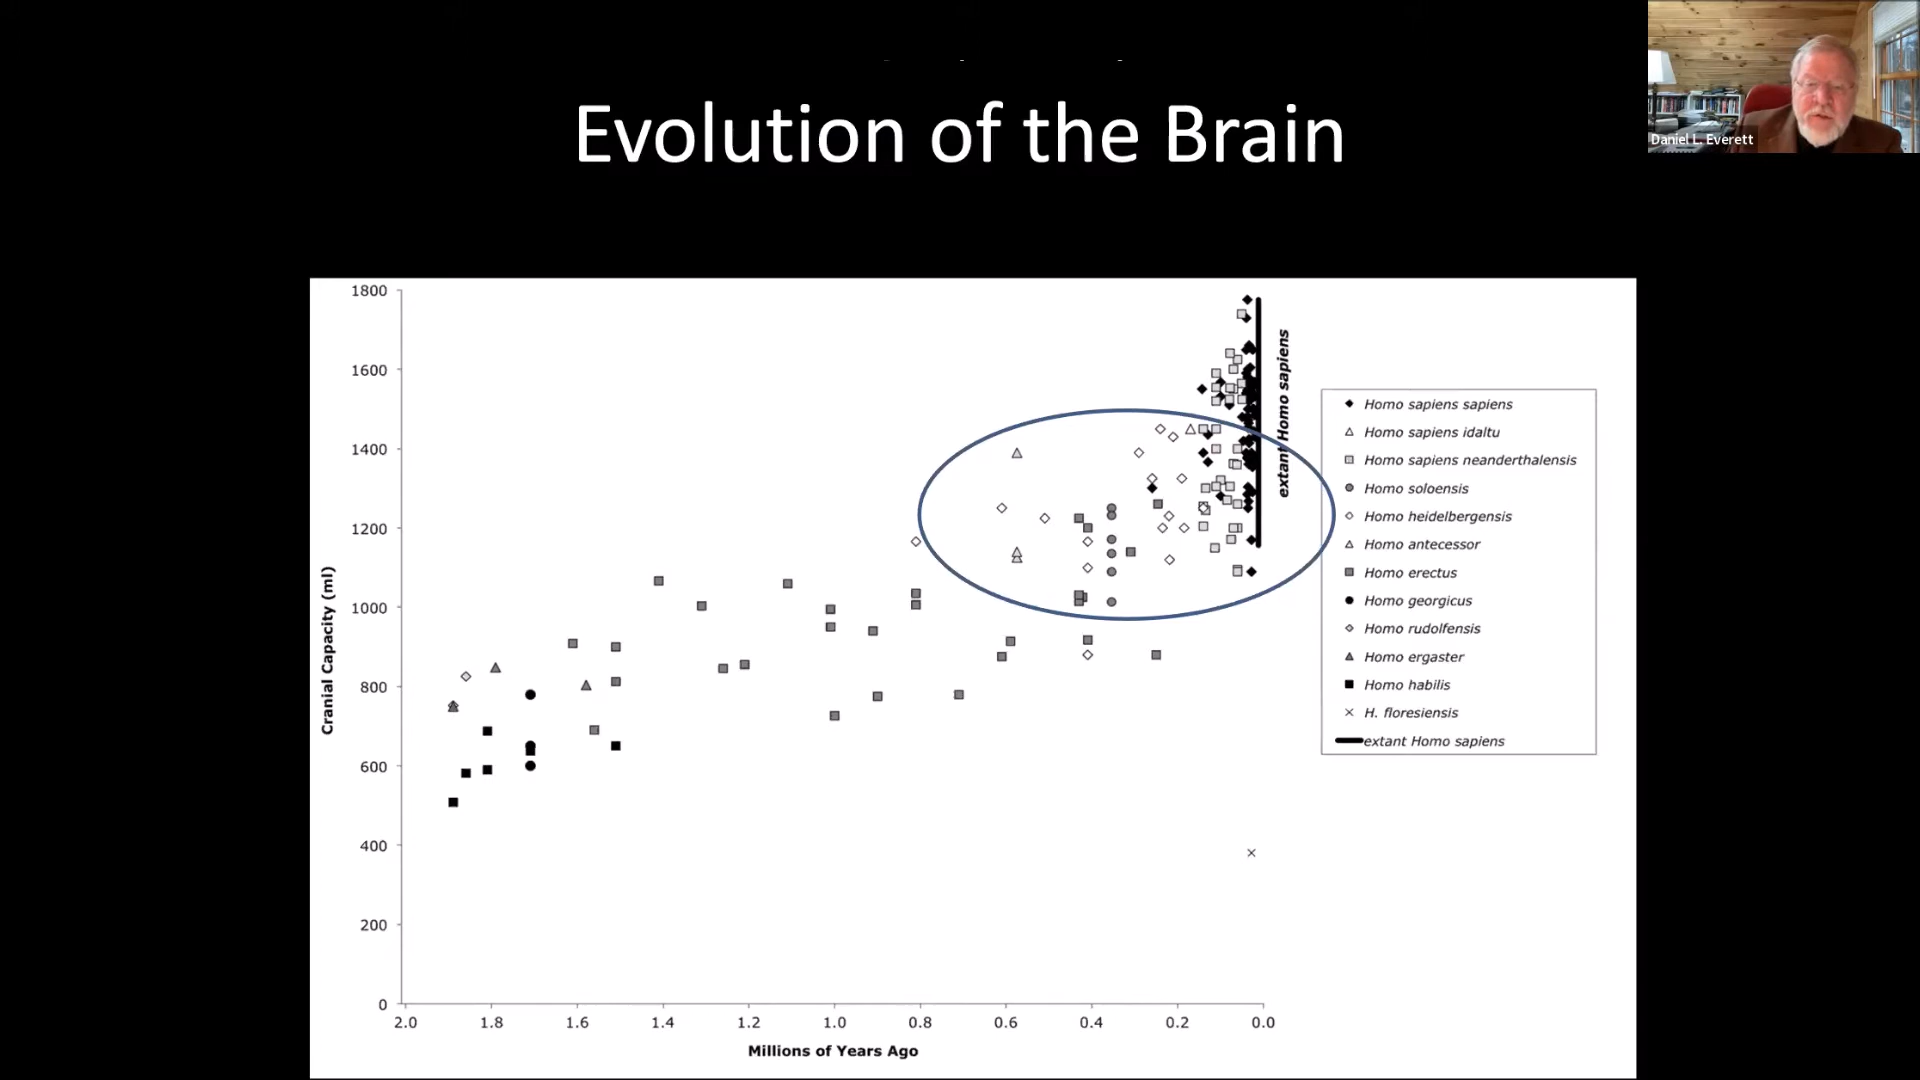 Evolution of the Brain
Daniel L. Everett
1800
1600
1400
1200
1000
800
600
400
200
0
Cranial Capacity (ml)
2.0 1.8 1.6 1.4 1.2 1.0 0.8 0.6 0.4 0.2 0.0
Millions of Years Ago
extant Homo sapiens
Homo sapiens sapiens
Homo sapiens idaltu
Homo sapiens neanderthalensis
Homo soloensis
Homo heidelbergensis
Homo antecessor
Homo erectus
Homo georgicus
Homo rudolfensis
Homo ergaster
Homo habilis
H. floresiensis
extant Homo sapiens